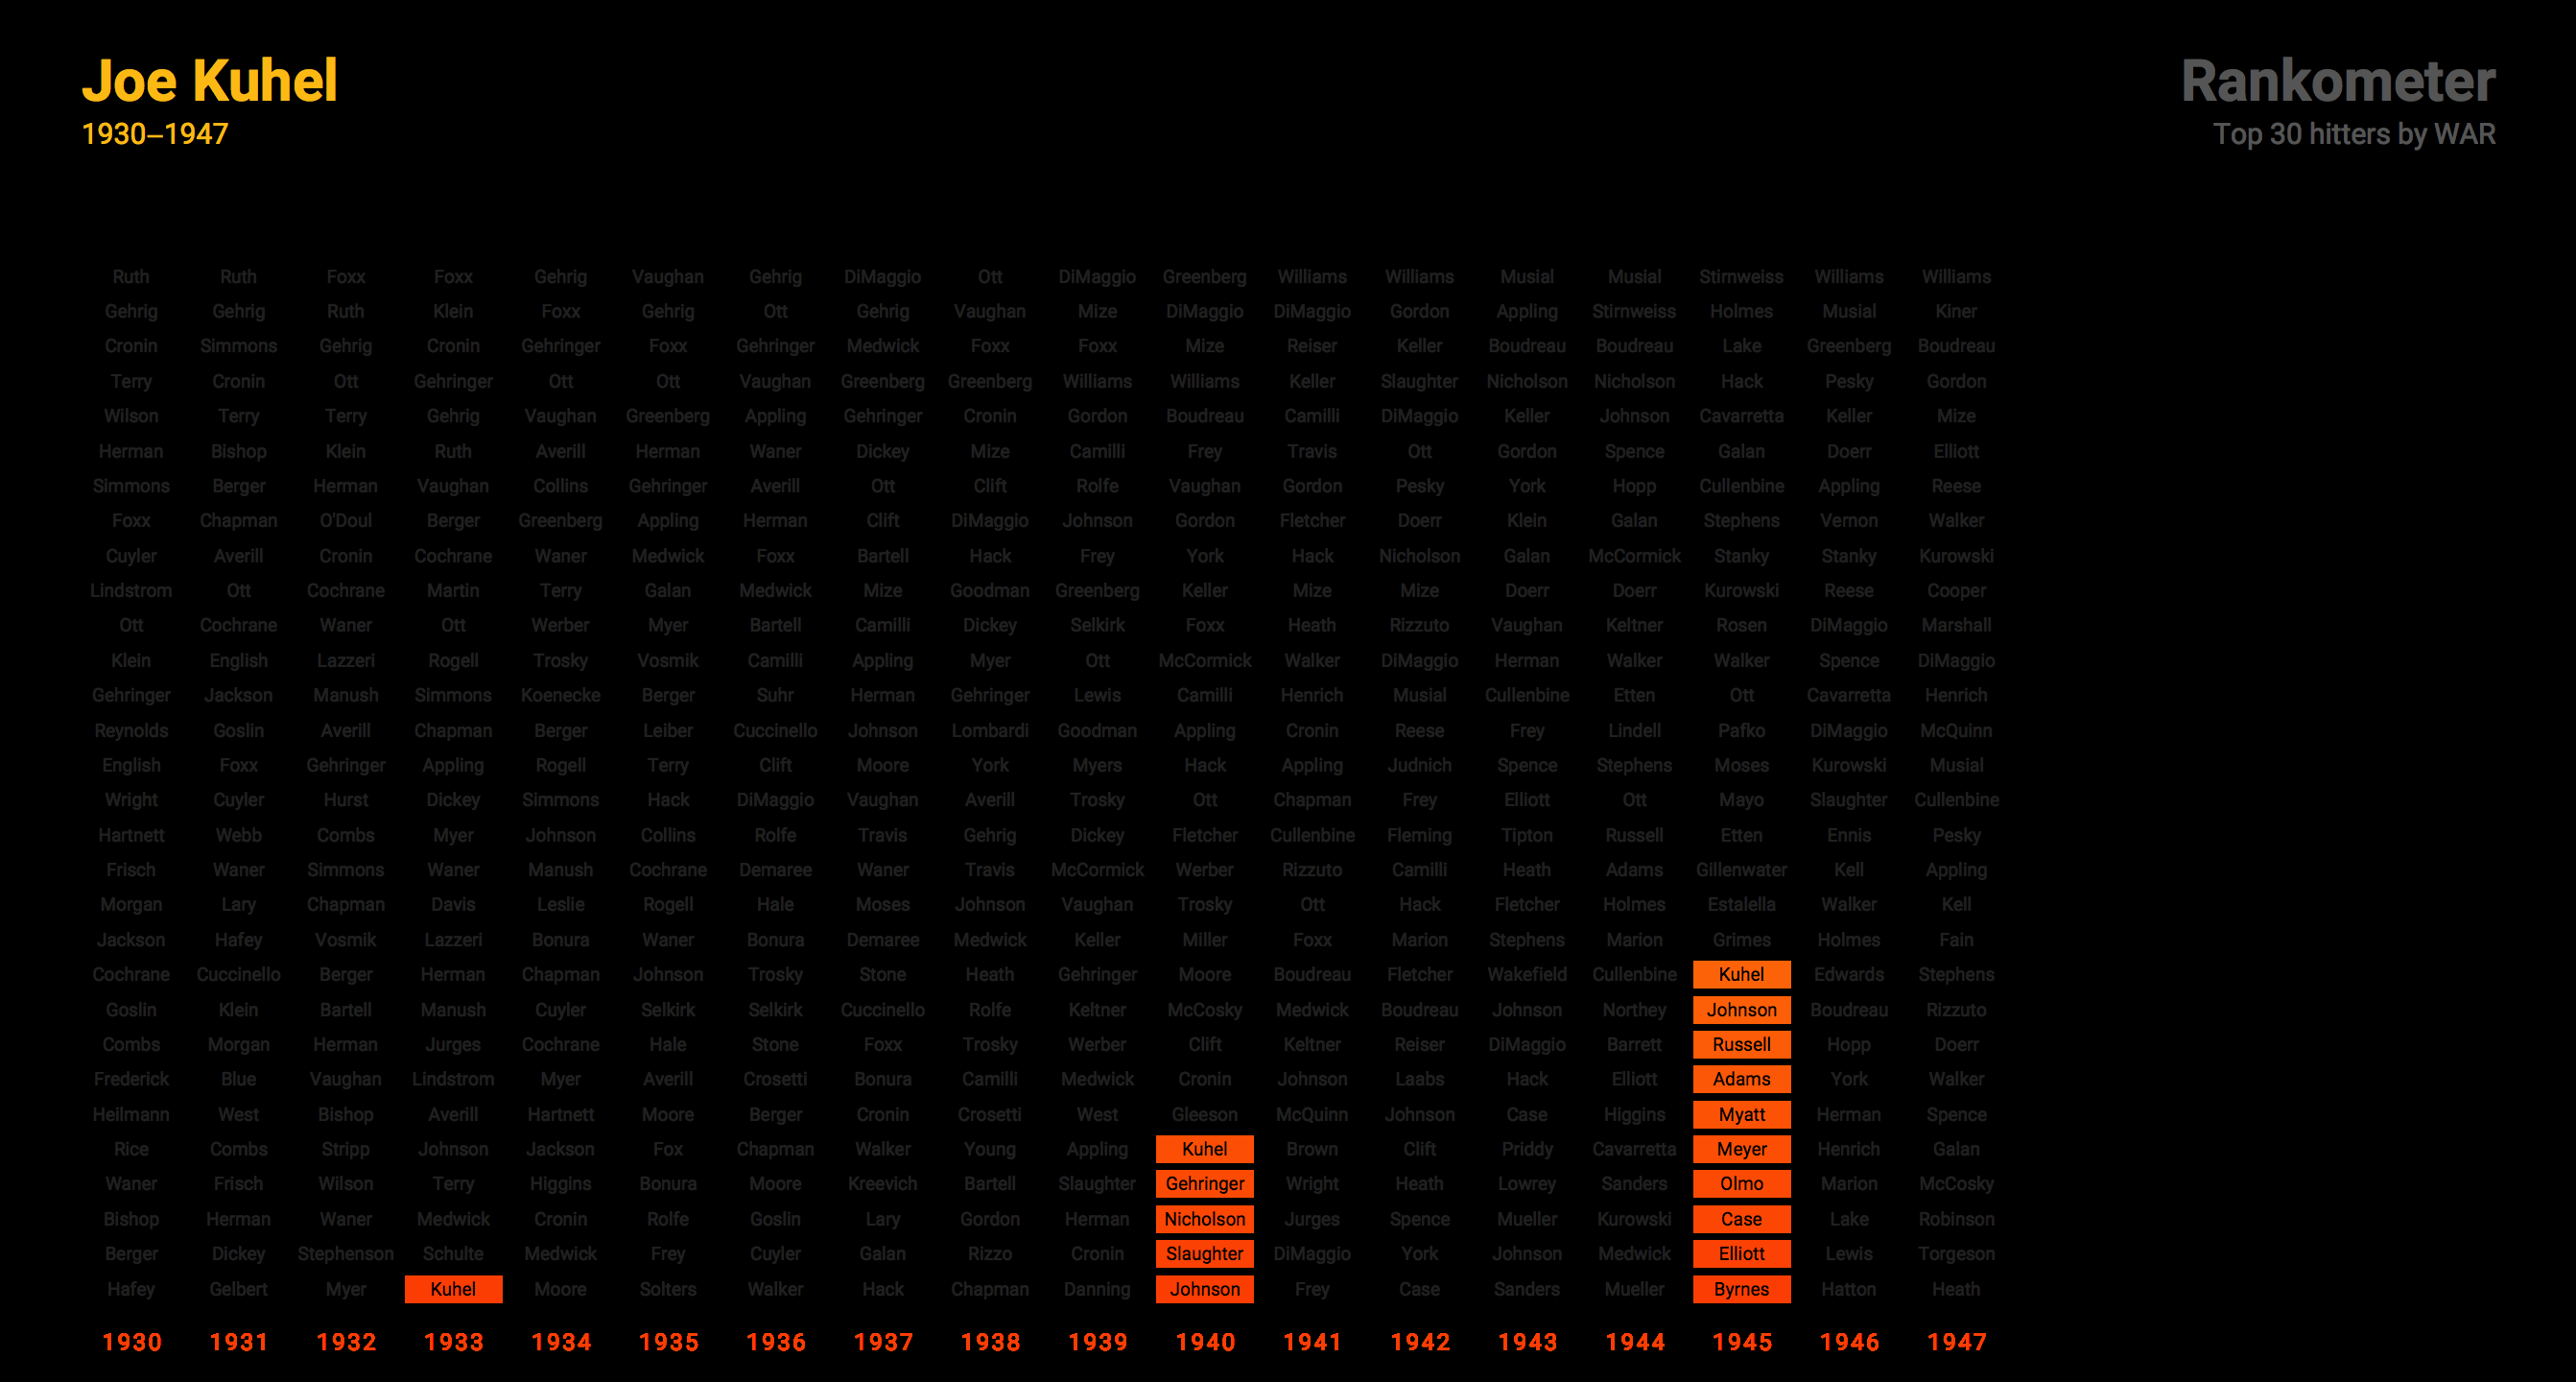 Joe Kuhel
1930–1947
Rankometer
Top 30 hitters by WAR
Ruth Ruth Foxx Foxx Gehrig Vaughan Gehrig DiMaggio Ott DiMaggio Greenberg Williams Williams Musial Musial Stirnweiss Williams Williams
Gehrig Gehrig Ruth Klein Foxx Gehrig Ott Gehrig Vaughan Mize DiMaggio DiMaggio Gordon Appling Stirnweiss Holmes Musial Kiner
Cronin Simmons Gehrig Cronin Gehringer Foxx Gehringer Medwick Foxx Foxx Mize Reiser Keller Boudreau Boudreau Lake Greenberg Boudreau
Terry Cronin Ott Gehringer Ott Ott Vaughan Greenberg Greenberg Williams Williams Keller Slaughter Nicholson Nicholson Hack Pesky Gordon
Wilson Terry Terry Gehrig Vaughan Greenberg Appling Gehringer Cronin Gordon Boudreau Camilli DiMaggio Keller Johnson Cavarretta Keller Mize
Herman Bishop Klein Ruth Averill Herman Waner Dickey Mize Camilli Frey Travis Ott Gordon Spence Galan Doerr Elliott
Simmons Berger Herman Vaughan Collins Gehringer Averill Ott Clift Rolfe Vaughan Gordon Pesky York Hopp Cullenbine Appling Reese
Foxx Chapman O'Doul Berger Greenberg Appling Herman Clift DiMaggio Johnson Gordon Fletcher Doerr Klein Galan Stephens Vernon Walker
Cuyler Averill Cronin Cochrane Waner Medwick Foxx Bartell Hack Frey York Hack Nicholson Galan McCormick Stanky Stanky Kurowski
Lindstrom Ott Cochrane Martin Terry Galan Medwick Mize Goodman Greenberg Keller Mize Mize Doerr Doerr Kurowski Reese Cooper
Ott Cochrane Waner Ott Werber Myer Bartell Camilli Dickey Selkirk Foxx Heath Rizzuto Vaughan Keltner Rosen DiMaggio Marshall
Klein English Lazzeri Rogell Trosky Vosmik Camilli Appling Myer Ott McCormick Walker DiMaggio Herman Walker Walker Spence DiMaggio
Gehringer Jackson Manush Simmons Koenecke Berger Suhr Herman Gehringer Lewis Camilli Henrich Musial Cullenbine Etten Ott Cavarretta Henrich
Reynolds Goslin Averill Chapman Berger Leiber Cuccinello Johnson Lombardi Goodman Appling Cronin Reese Frey Lindell Pafko DiMaggio McQuinn
English Foxx Gehringer Appling Rogell Terry Clift Moore York Myers Hack Appling Judnich Spence Stephens Moses Kurowski Musial
Wright Cuyler Hurst Dickey Simmons Hack DiMaggio Vaughan Averill Trosky Ott Chapman Frey Elliott Ott Mayo Slaughter Cullenbine
Hartnett Webb Combs Myer Johnson Collins Rolfe Travis Gehrig Dickey Fletcher Cullenbine Fleming Tipton Russell Etten Ennis Pesky
Frisch Waner Simmons Waner Manush Cochrane Demaree Waner Travis McCormick Werber Rizzuto Camilli Heath Adams Gillenwater Kell Appling
Morgan Lary Chapman Davis Leslie Rogell Hale Moses Johnson Vaughan Trosky Ott Hack Fletcher Holmes Estalella Walker Kell
Jackson Hafey Vosmik Lazzeri Bonura Waner Bonura Demaree Medwick Keller Miller Foxx Marion Stephens Marion Grimes Holmes Fain
Cochrane Cuccinello Berger Herman Chapman Johnson Trosky Stone Heath Gehringer Moore Boudreau Fletcher Wakefield Cullenbine Kuhel Edwards Stephens
Goslin Klein Bartell Manush Cuyler Selkirk Selkirk Cuccinello Rolfe Keltner McCosky Medwick Boudreau Johnson Northey Johnson Boudreau Rizzuto
Combs Morgan Herman Jurges Cochrane Hale Stone Foxx Trosky Werber Clift Keltner Reiser DiMaggio Barrett Russell Hopp Doerr
Frederick Blue Vaughan Lindstrom Myer Averill Crosetti Bonura Camilli Medwick Cronin Johnson Laabs Hack Elliott Adams York Walker
Heilmann West Bishop Averill Hartnett Moore Berger Cronin Crosetti West Gleeson McQuinn Johnson Case Higgins Myatt Herman Spence
Rice Combs Stripp Johnson Jackson Fox Chapman Walker Young Appling Kuhel Brown Clift Priddy Cavarretta Meyer Henrich Galan
Waner Frisch Wilson Terry Higgins Bonura Moore Kreevich Bartell Slaughter Gehringer Wright Heath Lowrey Sanders Olmo Marion McCosky
Bishop Herman Waner Medwick Cronin Rolfe Goslin Lary Gordon Herman Nicholson Jurges Spence Mueller Kurowski Case Lake Robinson
Berger Dickey Stephenson Schulte Medwick Frey Cuyler Galan Rizzo Cronin Slaughter DiMaggio York Johnson Medwick Elliott Lewis Torgeson
Hafey Gelbert Myer Kuhel Moore Solters Walker Hack Chapman Danning Johnson Frey Case Sanders Mueller Byrnes Hatton Heath
1930 1931 1932 1933 1934 1935 1936 1937 1938 1939 1940 1941 1942 1943 1944 1945 1946 1947